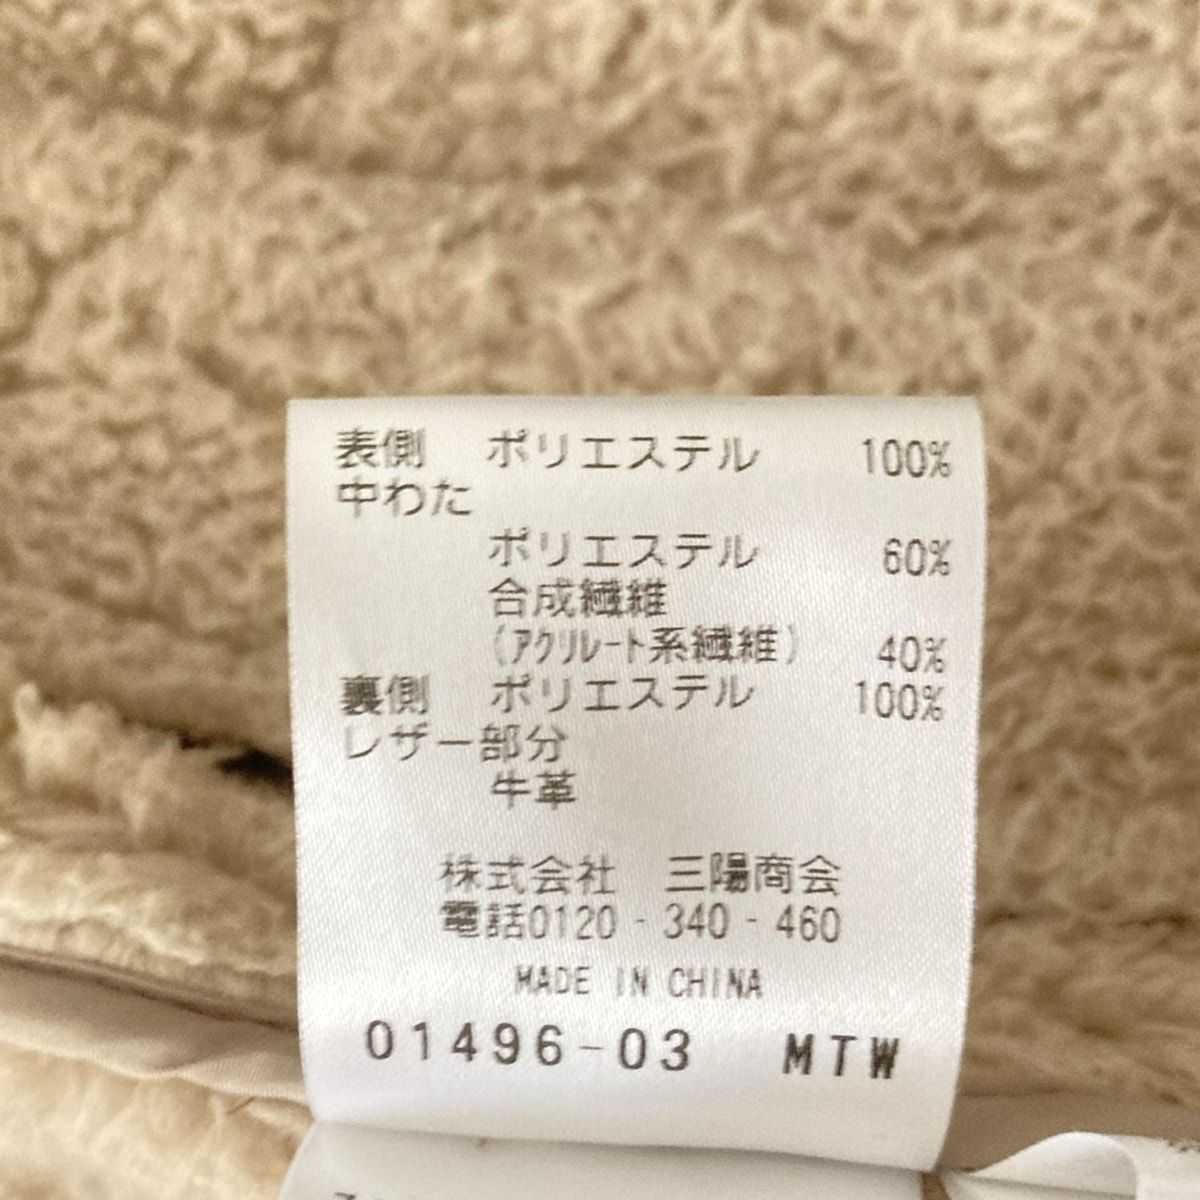 表側 ポリエステル 100%
中わた
ポリエステル 60%
合成繊維
(アクリレート系繊維) 40%
裏側 ポリエステル 100%
レザー部分
牛革
株式会社 三陽商会
電話0120-340-460
MADE IN CHINA
01496-03 MTW